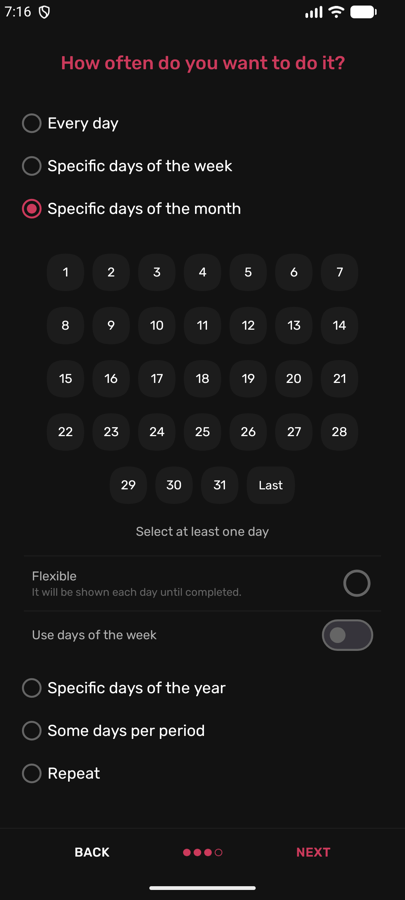 7:16
How often do you want to do it?
Every day
Specific days of the week
Specific days of the month
1 2 3 4 5 6 7
8 9 10 11 12 13 14
15 16 17 18 19 20 21
22 23 24 25 26 27 28
29 30 31 Last
Select at least one day
Flexible
It will be shown each day until completed.
Use days of the week
Specific days of the year
Some days per period
Repeat
BACK NEXT